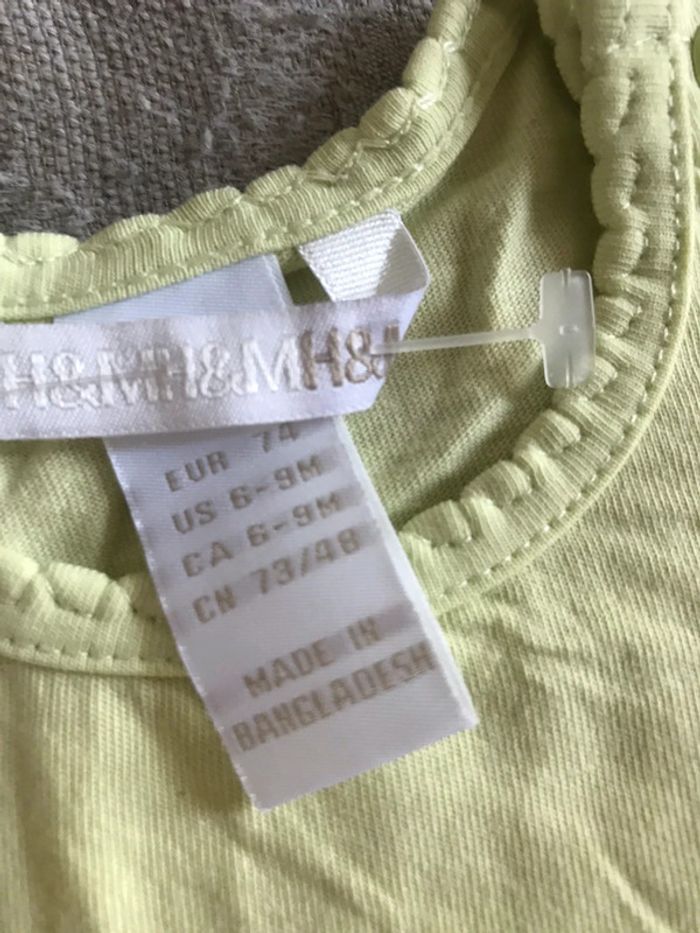 H&MH&MH&
EUR 74
US 6-9M
CA 6-9M
CN 73/48
MADE IN
BANGLADESH